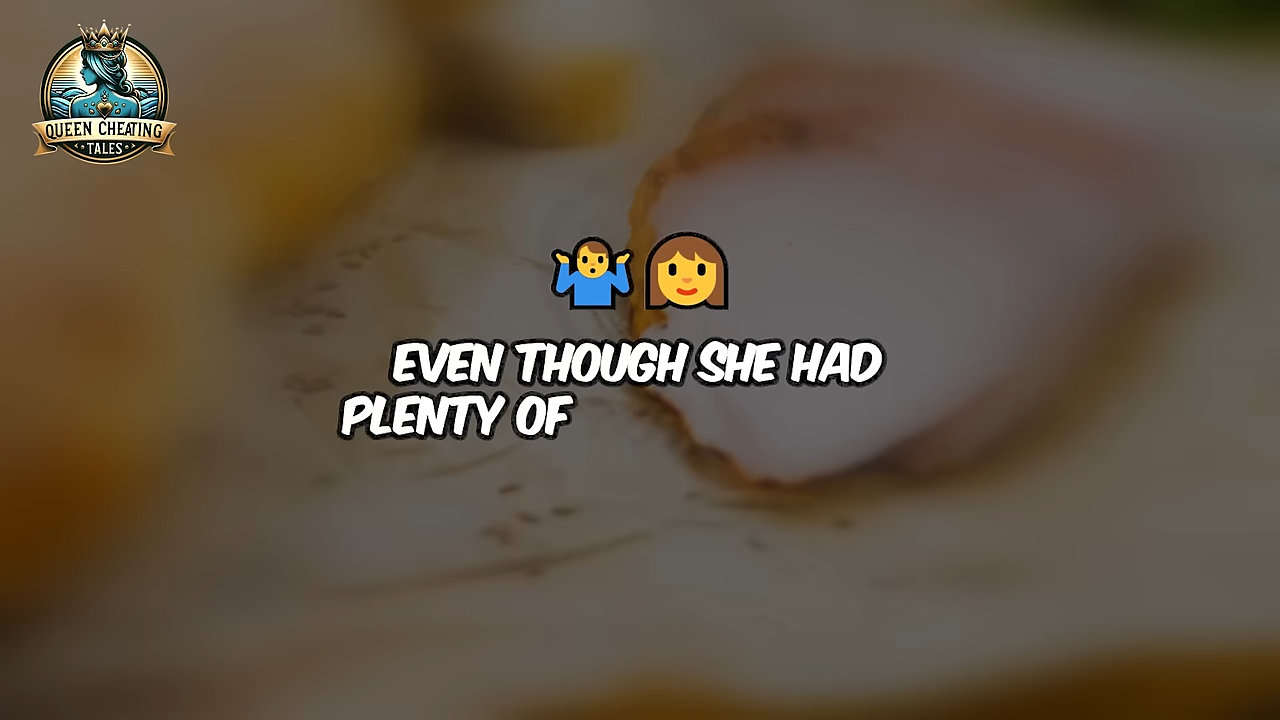 QUEEN CHEATING
TALES
EVEN THOUGH SHE HAD
PLENTY OF